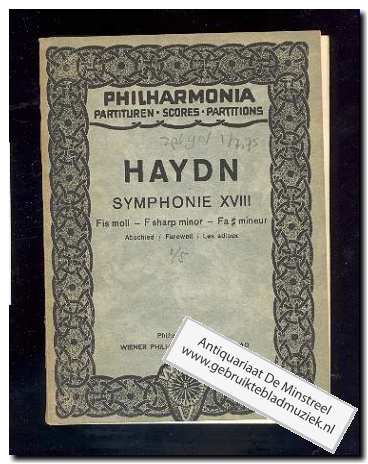 PHILHARMONIA
PARTITUREN · SCORES · PARTITIONS
HAYDN
SYMPHONIE XVIII
Fis moll – F sharp minor – Fa ♯ mineur
Abschied / Farewell / Les adieux
WIENER
Antiquariaat De Minstreel
www.gebruiktebladmuziek.nl